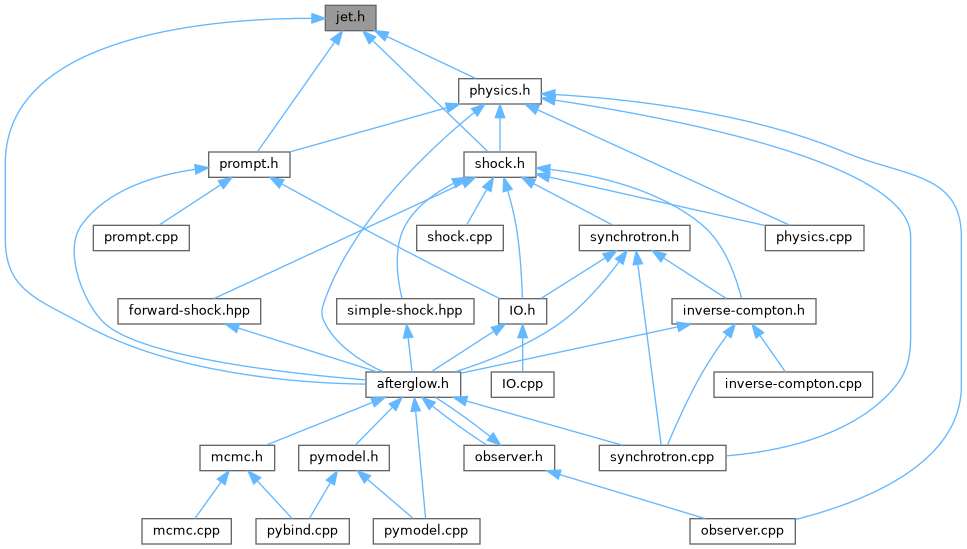 jet.h
physics.h
prompt.h
shock.h
prompt.cpp
shock.cpp
synchrotron.h
physics.cpp
forward-shock.hpp
simple-shock.hpp
IO.h
inverse-compton.h
afterglow.h
IO.cpp
inverse-compton.cpp
mcmc.h
pymodel.h
observer.h
synchrotron.cpp
mcmc.cpp
pybind.cpp
pymodel.cpp
observer.cpp